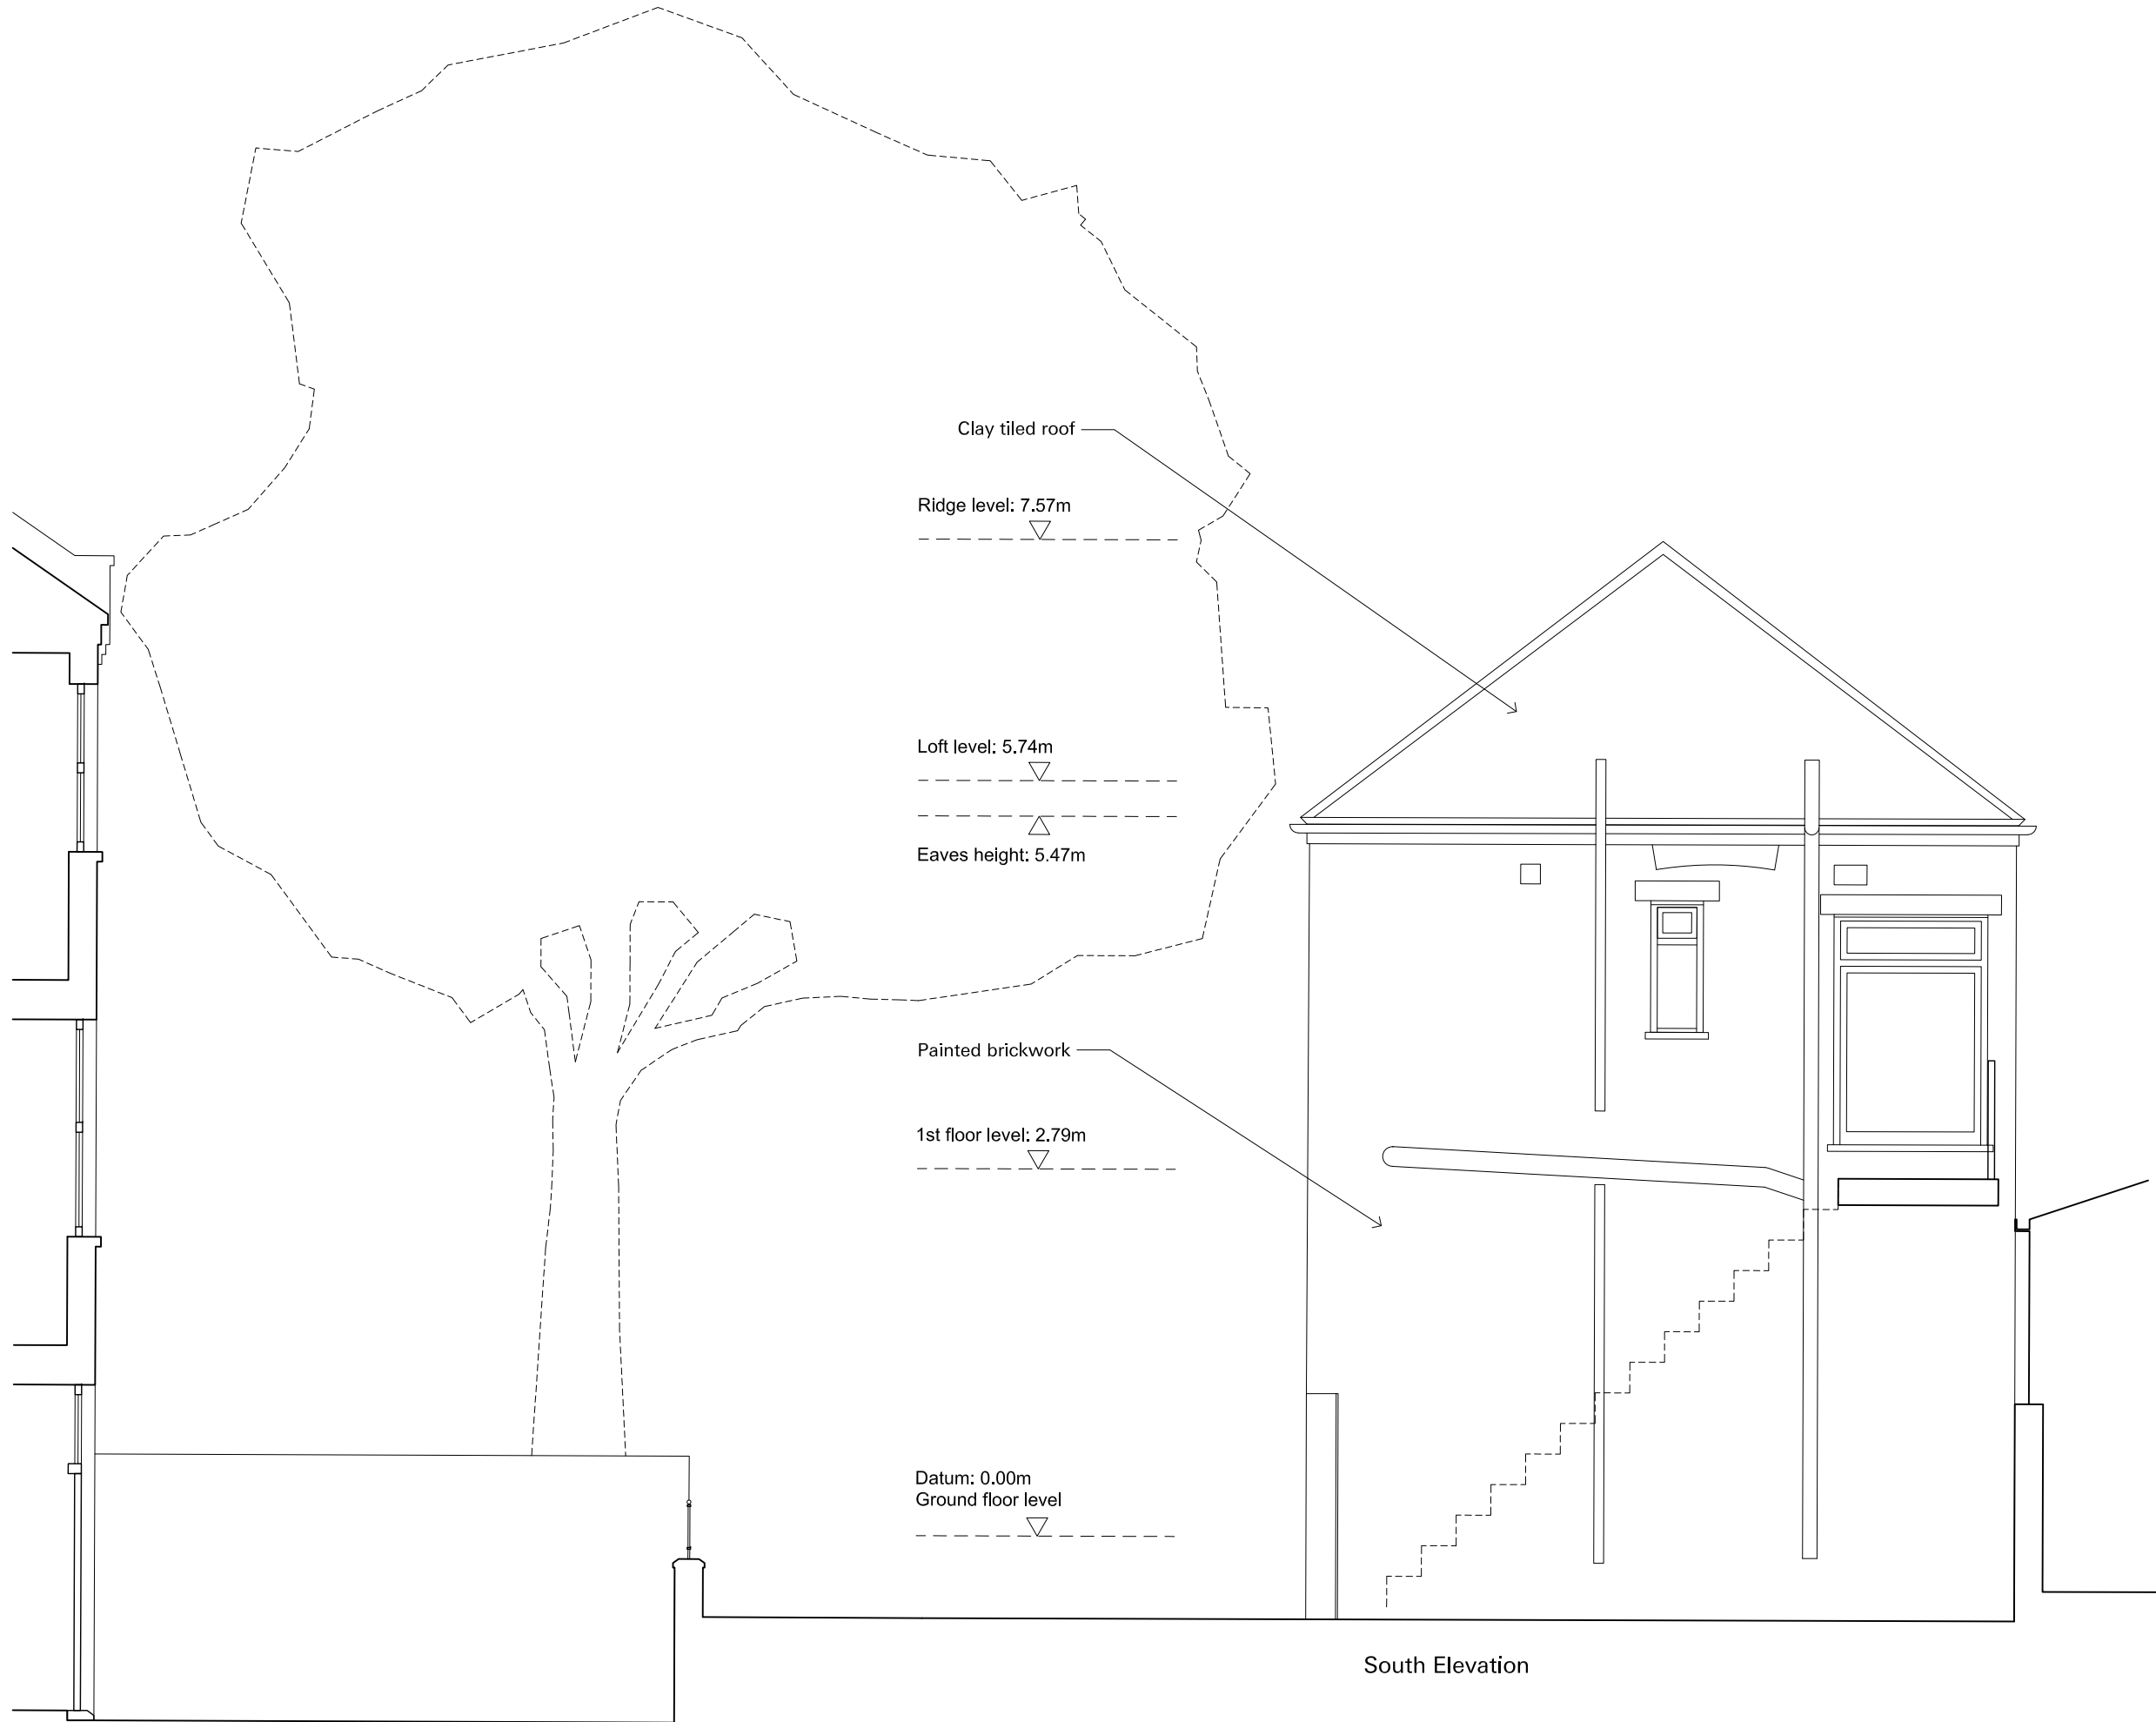 Clay tiled roof
Ridge level: 7.57m
Loft level: 5.74m
Eaves height: 5.47m
Painted brickwork
1st floor level: 2.79m
Datum: 0.00m
Ground floor level
South Elevation